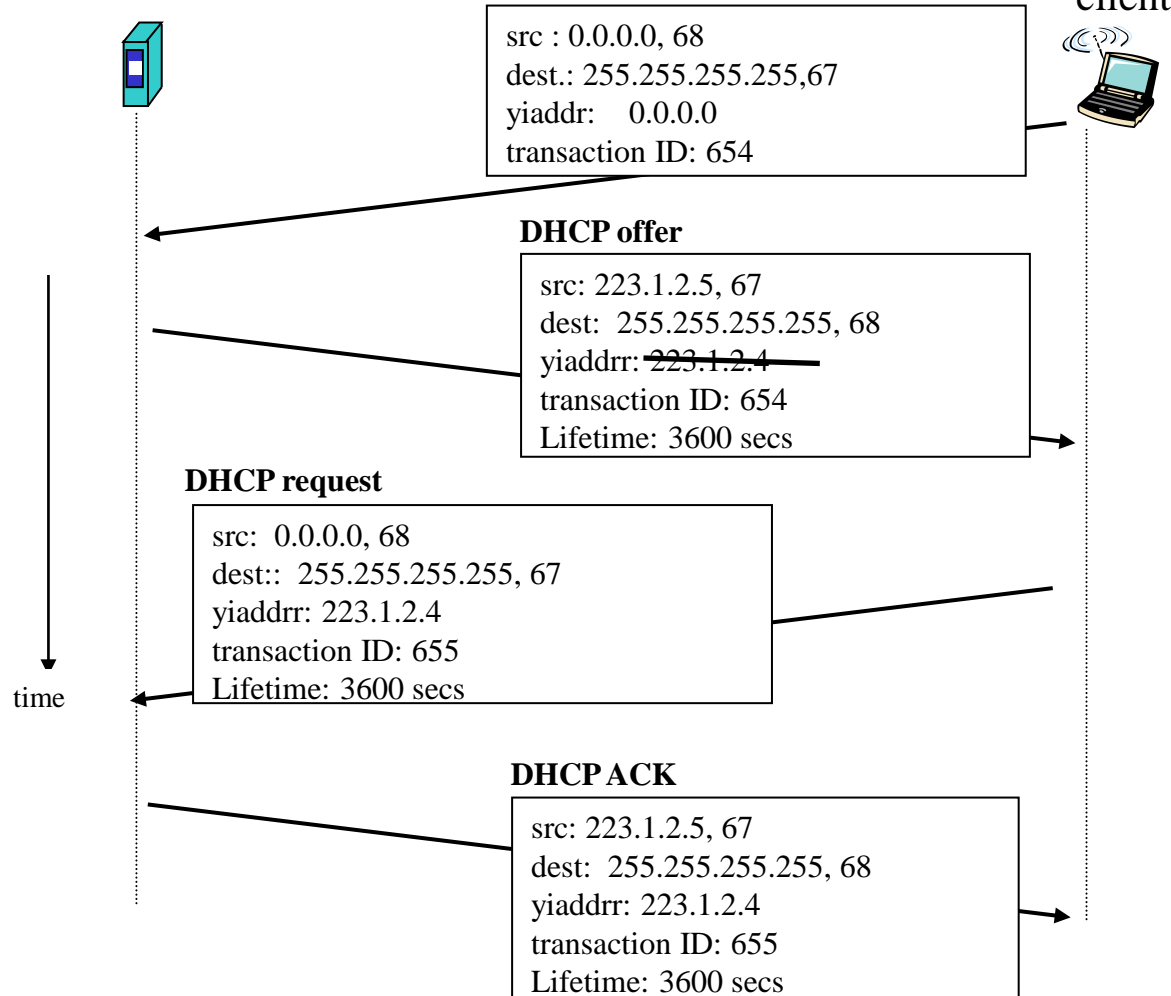 client
src : 0.0.0.0, 68
dest.: 255.255.255.255,67
yiaddr: 0.0.0.0
transaction ID: 654
DHCP offer
src: 223.1.2.5, 67
dest: 255.255.255.255, 68
yiaddrr: 223.1.2.4
transaction ID: 654
Lifetime: 3600 secs
DHCP request
src: 0.0.0.0, 68
dest:: 255.255.255.255, 67
yiaddrr: 223.1.2.4
transaction ID: 655
Lifetime: 3600 secs
time
DHCP ACK
src: 223.1.2.5, 67
dest: 255.255.255.255, 68
yiaddrr: 223.1.2.4
transaction ID: 655
Lifetime: 3600 secs